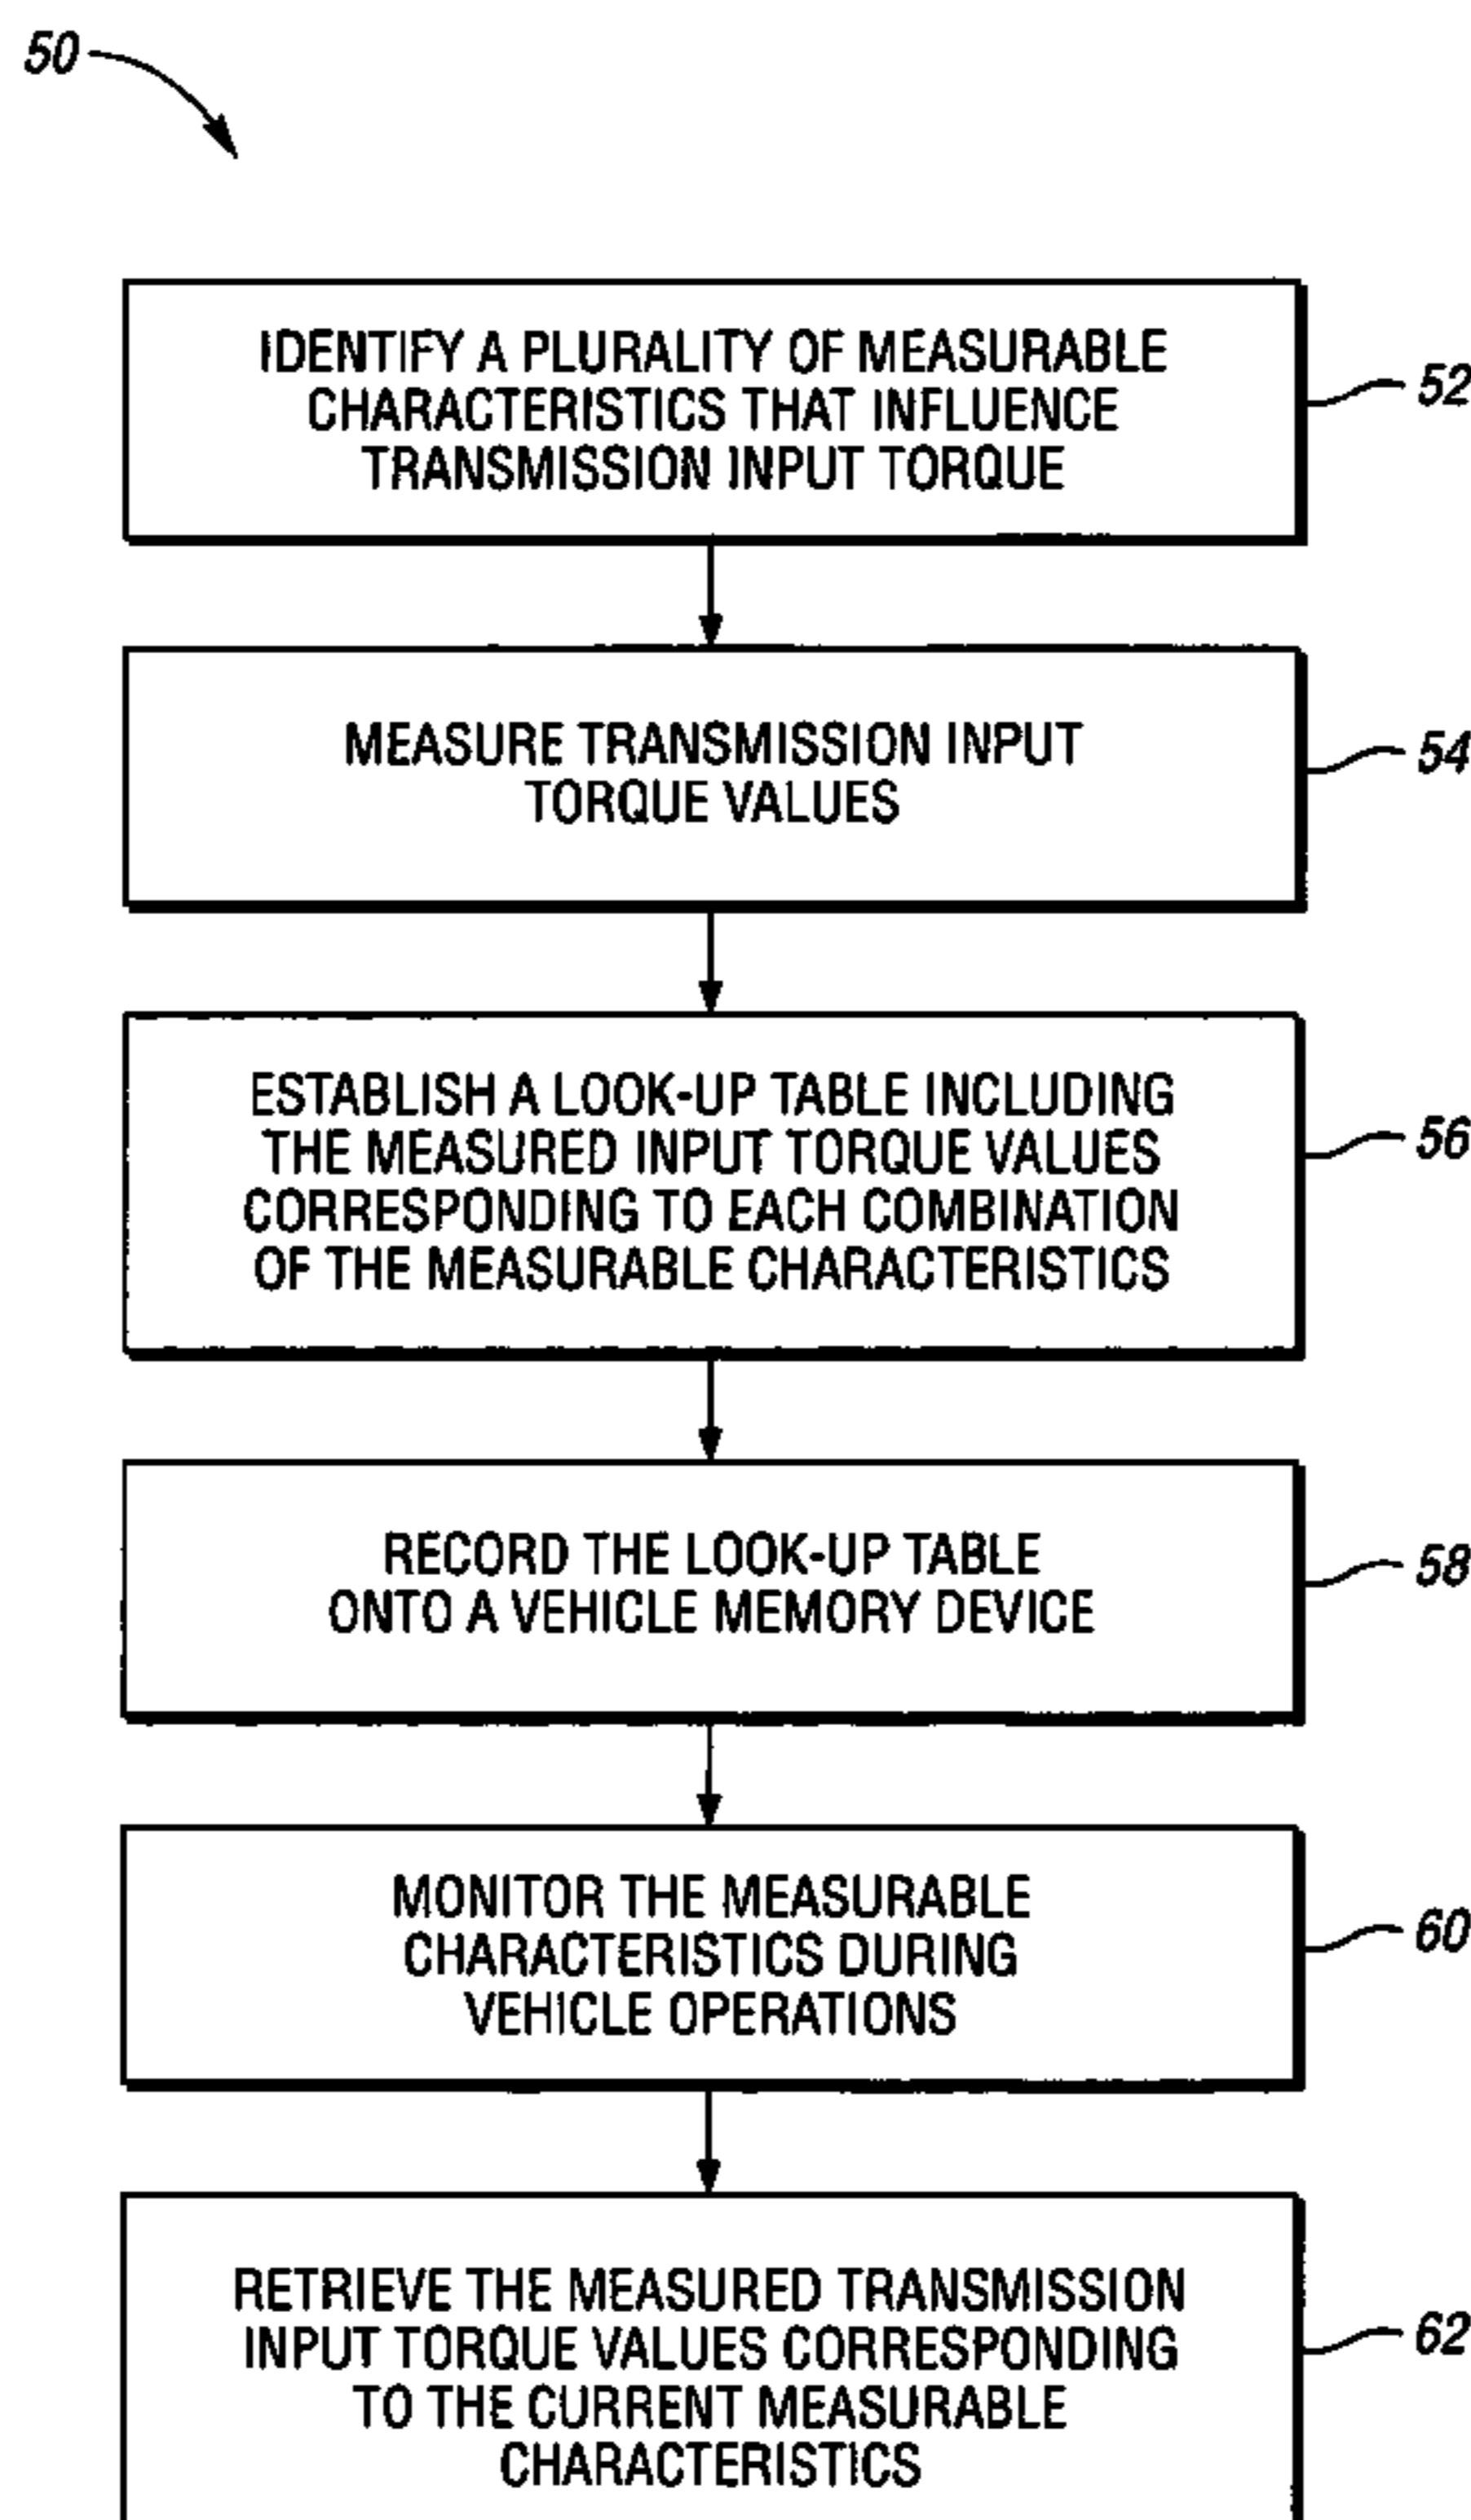 50
IDENTIFY A PLURALITY OF MEASURABLE
CHARACTERISTICS THAT INFLUENCE
TRANSMISSION INPUT TORQUE
52
MEASURE TRANSMISSION INPUT
TORQUE VALUES
54
ESTABLISH A LOOK-UP TABLE INCLUDING
THE MEASURED INPUT TORQUE VALUES
CORRESPONDING TO EACH COMBINATION
OF THE MEASURABLE CHARACTERISTICS
56
RECORD THE LOOK-UP TABLE
ONTO A VEHICLE MEMORY DEVICE
58
MONITOR THE MEASURABLE
CHARACTERISTICS DURING
VEHICLE OPERATIONS
60
RETRIEVE THE MEASURED TRANSMISSION
INPUT TORQUE VALUES CORRESPONDING
TO THE CURRENT MEASURABLE
CHARACTERISTICS
62